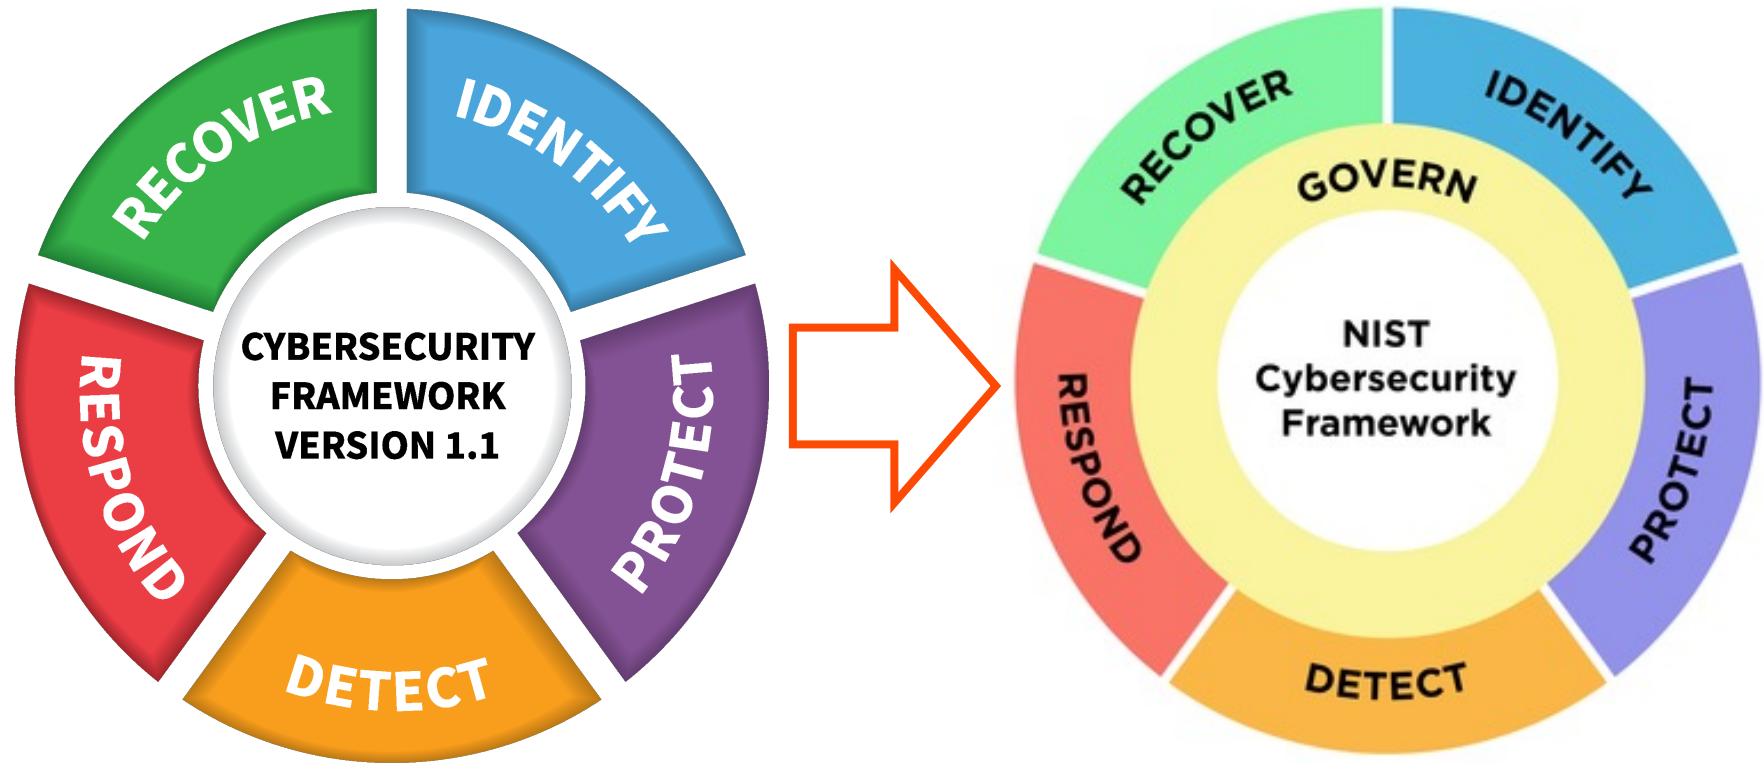 RECOVER
IDENTIFY
PROTECT
DETECT
RESPOND
CYBERSECURITY
FRAMEWORK
VERSION 1.1
RECOVER
IDENTIFY
PROTECT
DETECT
RESPOND
GOVERN
NIST
Cybersecurity
Framework